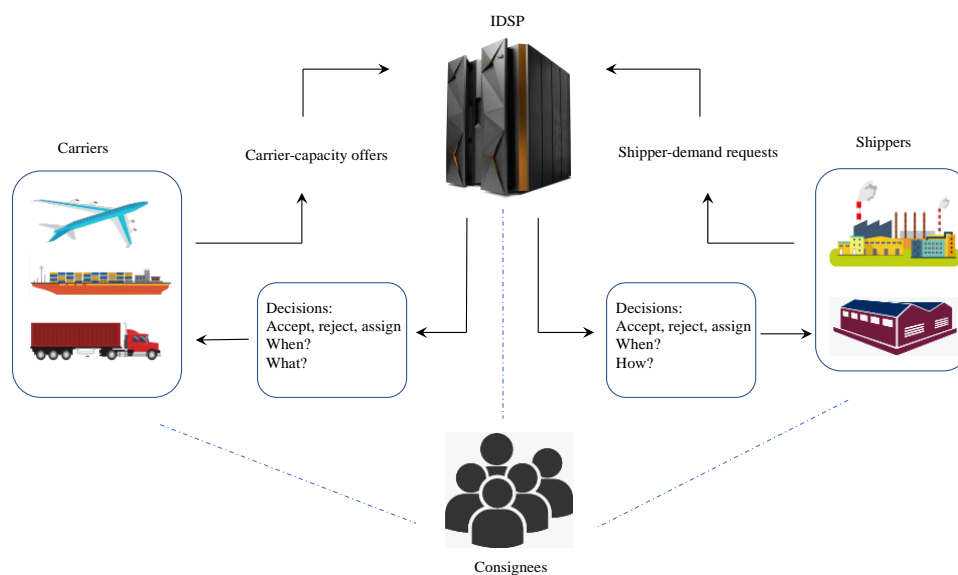 IDSP
Carriers
Carrier-capacity offers
Shipper-demand requests
Shippers
Decisions:
Accept, reject, assign
When?
What?
Decisions:
Accept, reject, assign
When?
How?
Consignees